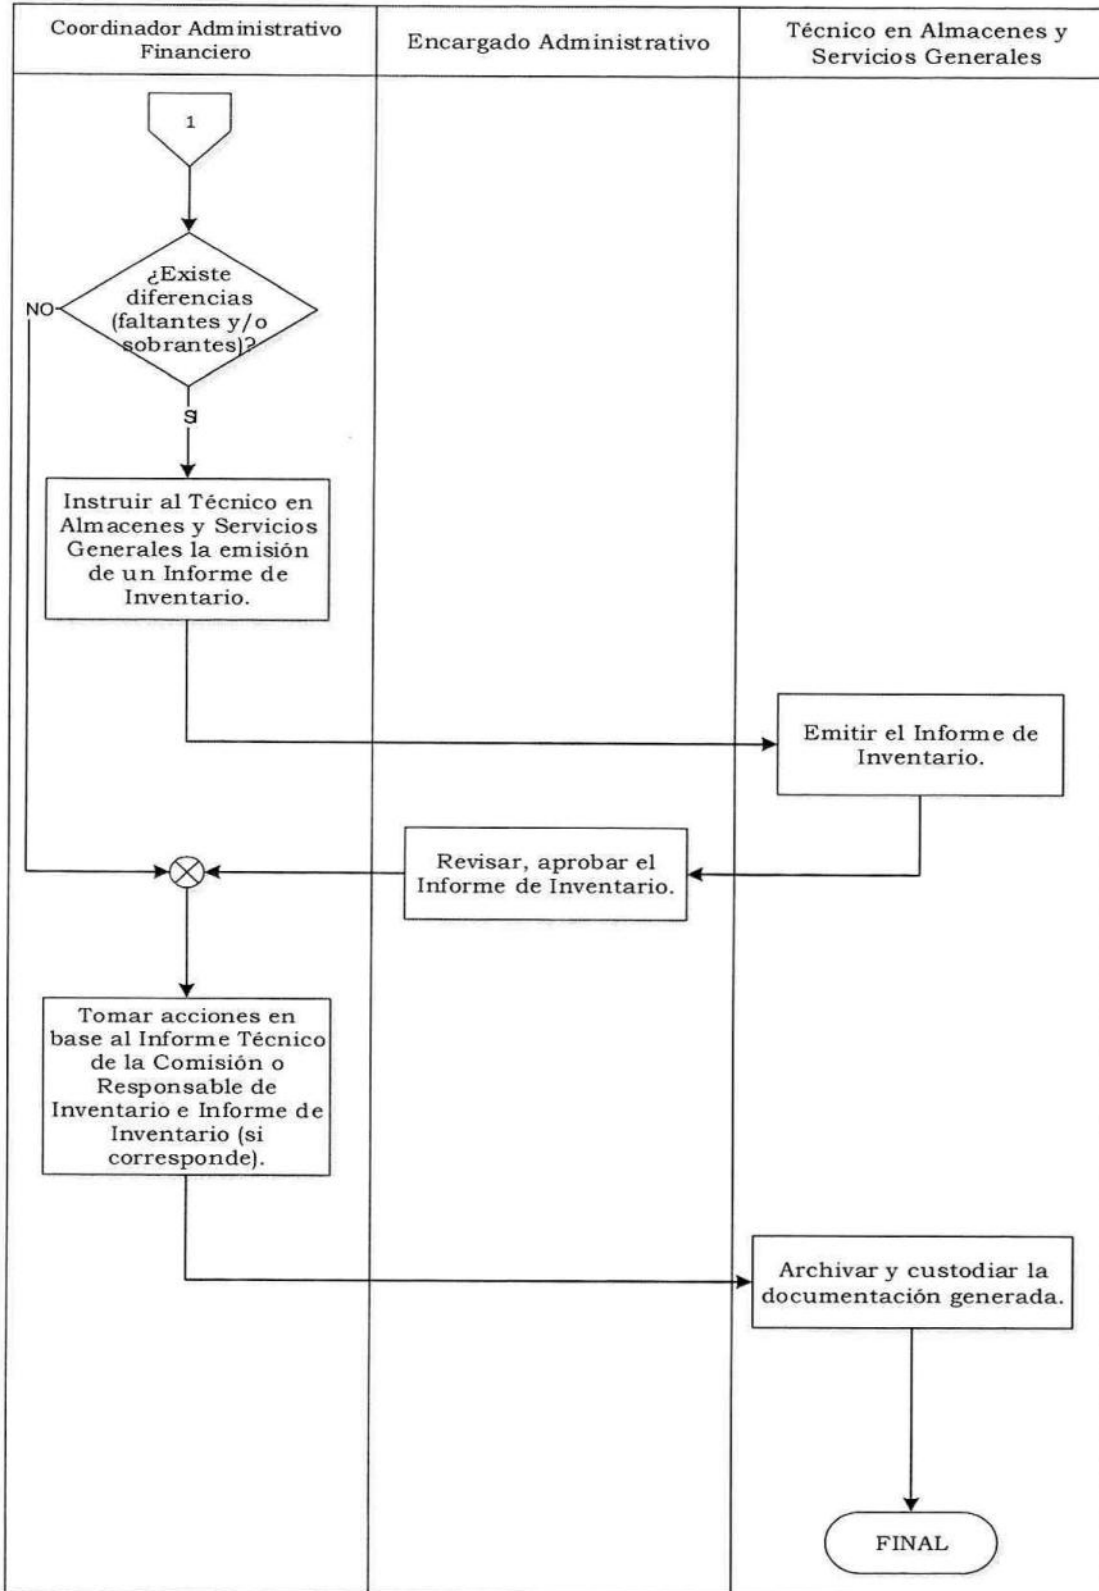 Coordinador Administrativo
Financiero
Encargado Administrativo
Técnico en Almacenes y
Servicios Generales
1
¿Existe
diferencias
(faltantes y/o
sobrantes)?
NO
SI
Instruir al Técnico en
Almacenes y Servicios
Generales la emisión
de un Informe de
Inventario.
Emitir el Informe de
Inventario.
Revisar, aprobar el
Informe de Inventario.
Tomar acciones en
base al Informe Técnico
de la Comisión o
Responsable de
Inventario e Informe de
Inventario (si
corresponde).
Archivar y custodiar la
documentación generada.
FINAL